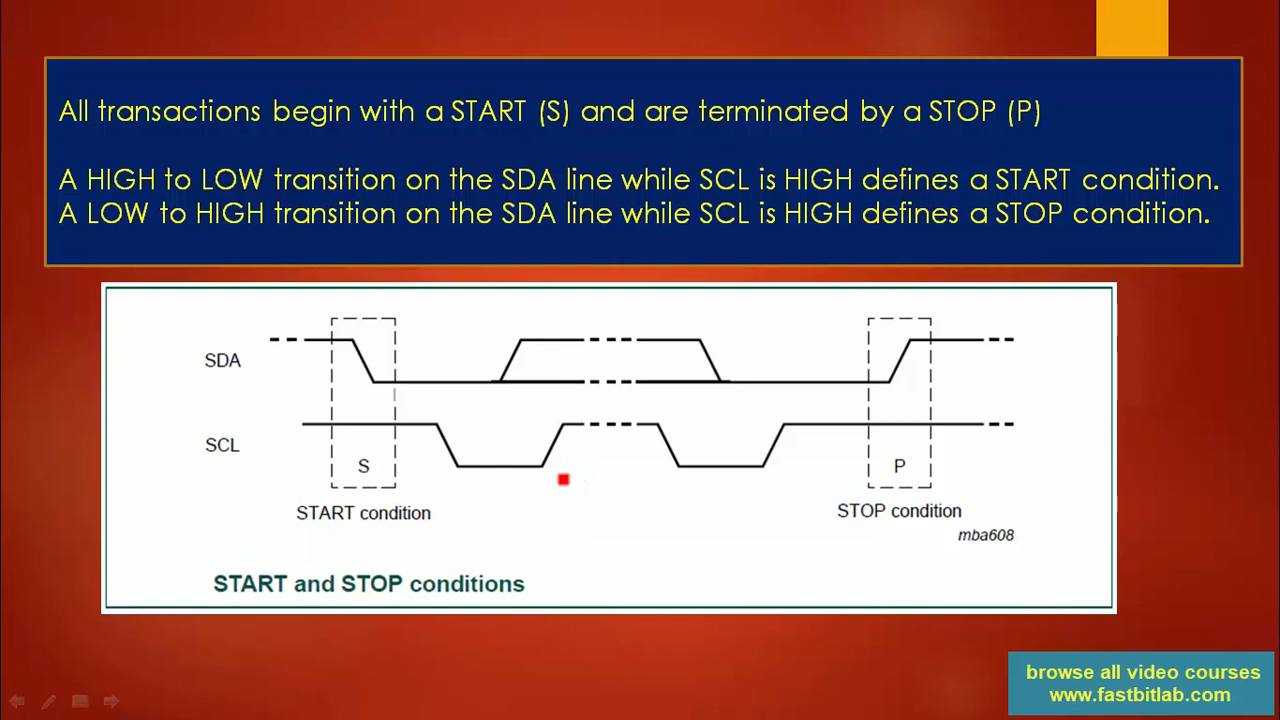 All transactions begin with a START (S) and are terminated by a STOP (P)
A HIGH to LOW transition on the SDA line while SCL is HIGH defines a START condition.
A LOW to HIGH transition on the SDA line while SCL is HIGH defines a STOP condition.
SDA
SCL
S
P
START condition
STOP condition
mba608
START and STOP conditions
browse all video courses
www.fastbitlab.com